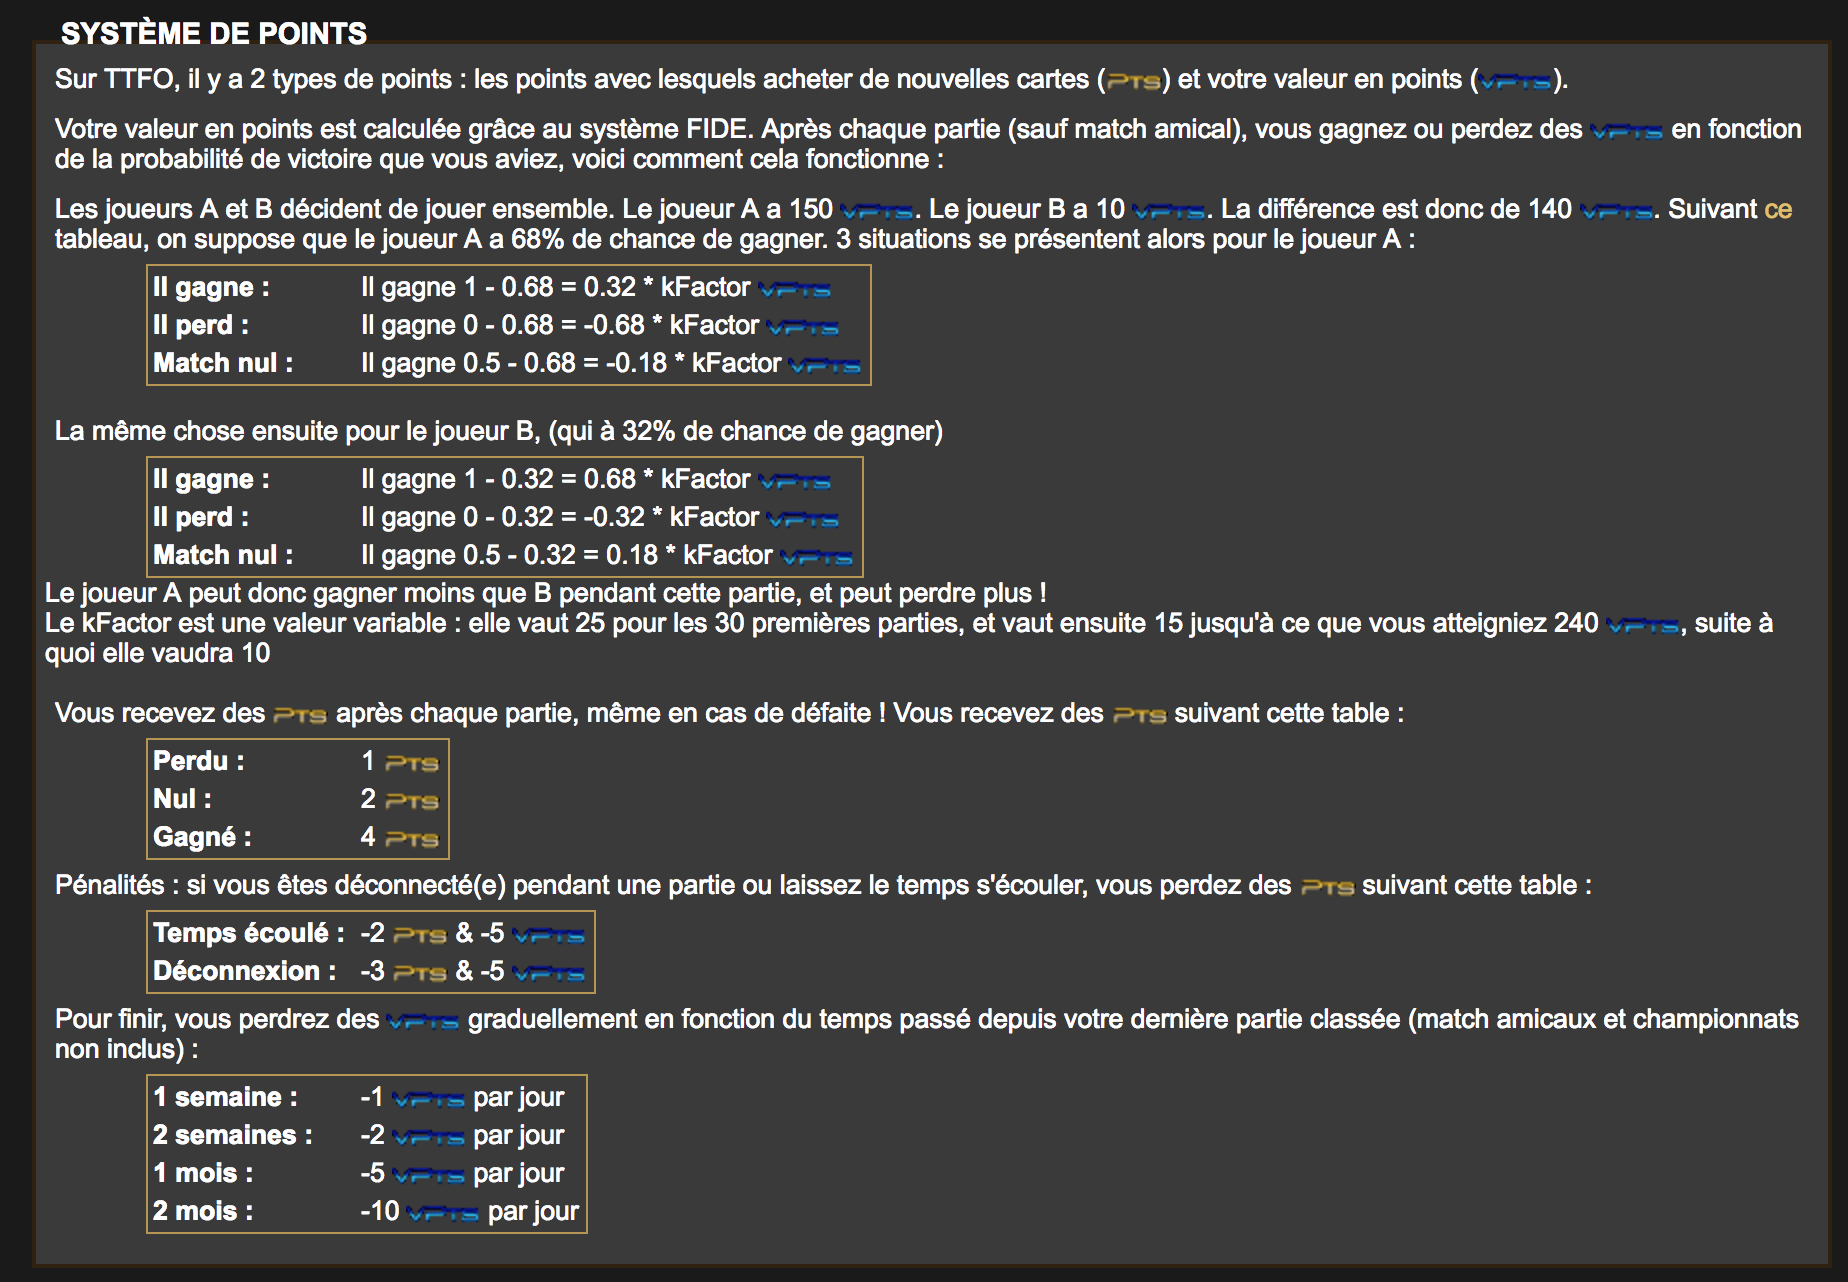 SYSTÈME DE POINTS
Sur TTFO, il y a 2 types de points : les points avec lesquels acheter de nouvelles cartes (PTS) et votre valeur en points (VPTS).
Votre valeur en points est calculée grâce au système FIDE. Après chaque partie (sauf match amical), vous gagnez ou perdez des VPTS en fonction
de la probabilité de victoire que vous aviez, voici comment cela fonctionne :
Les joueurs A et B décident de jouer ensemble. Le joueur A a 150 VPTS. Le joueur B a 10 VPTS. La différence est donc de 140 VPTS. Suivant ce
tableau, on suppose que le joueur A a 68% de chance de gagner. 3 situations se présentent alors pour le joueur A :
Il gagne : Il gagne 1 - 0.68 = 0.32 * kFactor VPTS
Il perd : Il gagne 0 - 0.68 = -0.68 * kFactor VPTS
Match nul : Il gagne 0.5 - 0.68 = -0.18 * kFactor VPTS
La même chose ensuite pour le joueur B, (qui à 32% de chance de gagner)
Il gagne : Il gagne 1 - 0.32 = 0.68 * kFactor VPTS
Il perd : Il gagne 0 - 0.32 = -0.32 * kFactor VPTS
Match nul : Il gagne 0.5 - 0.32 = 0.18 * kFactor VPTS
Le joueur A peut donc gagner moins que B pendant cette partie, et peut perdre plus !
Le kFactor est une valeur variable : elle vaut 25 pour les 30 premières parties, et vaut ensuite 15 jusqu'à ce que vous atteigniez 240 VPTS, suite à
quoi elle vaudra 10
Vous recevez des PTS après chaque partie, même en cas de défaite ! Vous recevez des PTS suivant cette table :
Perdu : 1 PTS
Nul : 2 PTS
Gagné : 4 PTS
Pénalités : si vous êtes déconnecté(e) pendant une partie ou laissez le temps s'écouler, vous perdez des PTS suivant cette table :
Temps écoulé : -2 PTS & -5 VPTS
Déconnexion : -3 PTS & -5 VPTS
Pour finir, vous perdrez des VPTS graduellement en fonction du temps passé depuis votre dernière partie classée (match amicaux et championnats
non inclus) :
1 semaine : -1 VPTS par jour
2 semaines : -2 VPTS par jour
1 mois : -5 VPTS par jour
2 mois : -10 VPTS par jour